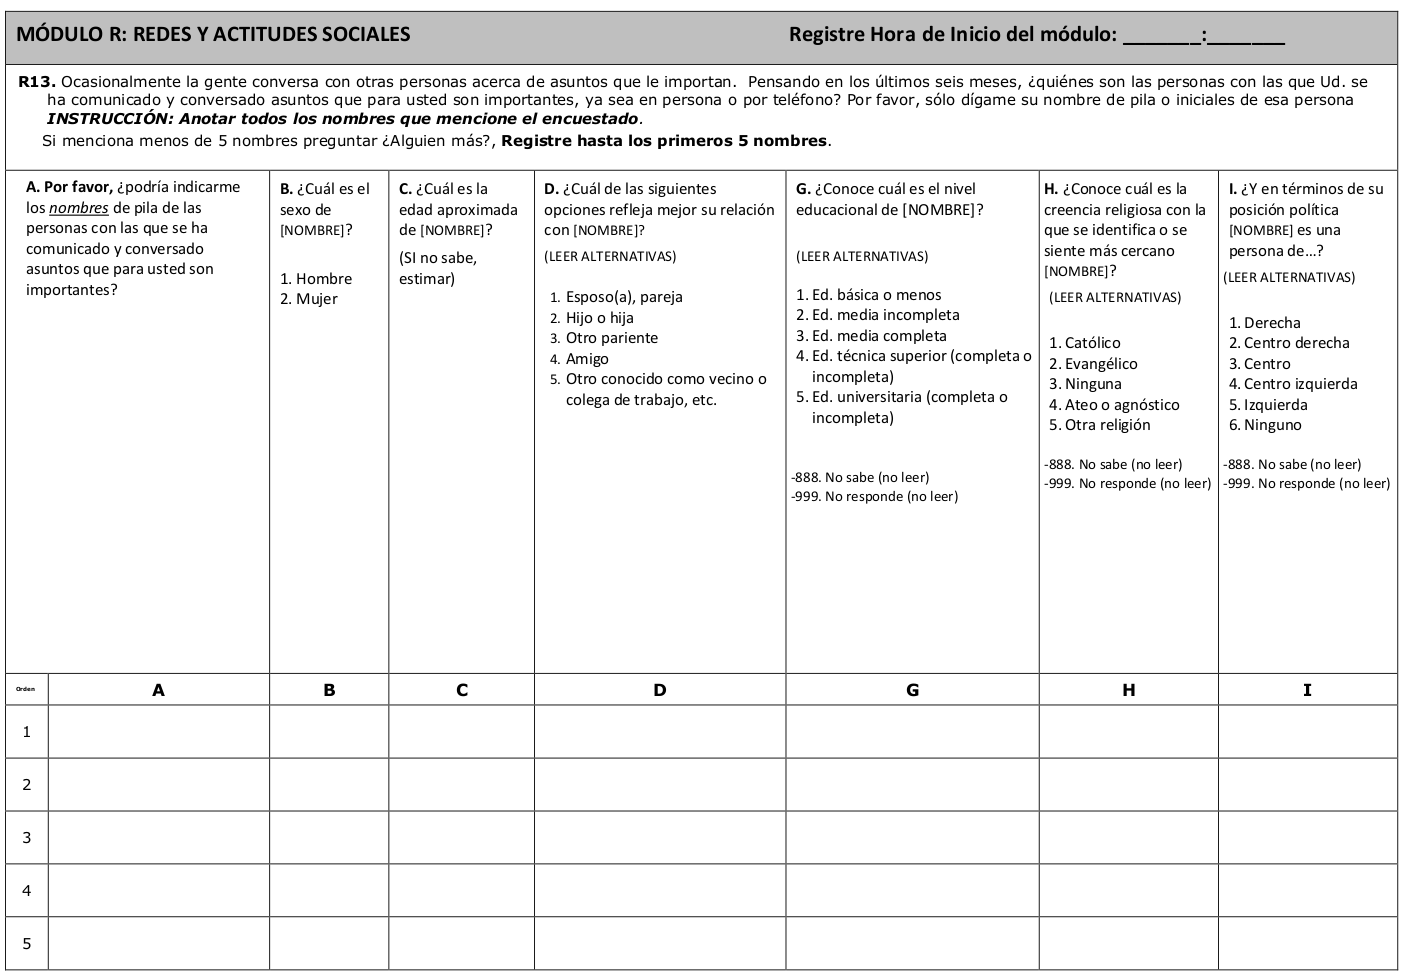 MÓDULO R: REDES Y ACTITUDES SOCIALES Registre Hora de Inicio del módulo: _______:_______
R13. Ocasionalmente la gente conversa con otras personas acerca de asuntos que le importan. Pensando en los últimos seis meses, ¿quiénes son las personas con las que Ud. se
ha comunicado y conversado asuntos que para usted son importantes, ya sea en persona o por teléfono? Por favor, sólo dígame su nombre de pila o iniciales de esa persona
INSTRUCCIÓN: Anotar todos los nombres que mencione el encuestado.
Si menciona menos de 5 nombres preguntar ¿Alguien más?, Registre hasta los primeros 5 nombres.
A. Por favor, ¿podría indicarme
los nombres de pila de las
personas con las que se ha
comunicado y conversado
asuntos que para usted son
importantes?
B. ¿Cuál es el
sexo de
[NOMBRE]?
1. Hombre
2. Mujer
C. ¿Cuál es la
edad aproximada
de [NOMBRE]?
(SI no sabe,
estimar)
D. ¿Cuál de las siguientes
opciones refleja mejor su relación
con [NOMBRE]?
(LEER ALTERNATIVAS)
1. Esposo(a), pareja
2. Hijo o hija
3. Otro pariente
4. Amigo
5. Otro conocido como vecino o
colega de trabajo, etc.
G. ¿Conoce cuál es el nivel
educacional de [NOMBRE]?
(LEER ALTERNATIVAS)
1. Ed. básica o menos
2. Ed. media incompleta
3. Ed. media completa
4. Ed. técnica superior (completa o
incompleta)
5. Ed. universitaria (completa o
incompleta)
-888. No sabe (no leer)
-999. No responde (no leer)
H. ¿Conoce cuál es la
creencia religiosa con la
que se identifica o se
siente más cercano
[NOMBRE]?
(LEER ALTERNATIVAS)
1. Católico
2. Evangélico
3. Ninguna
4. Ateo o agnóstico
5. Otra religión
-888. No sabe (no leer)
-999. No responde (no leer)
I. ¿Y en términos de su
posición política
[NOMBRE] es una
persona de…?
(LEER ALTERNATIVAS)
1. Derecha
2. Centro derecha
3. Centro
4. Centro izquierda
5. Izquierda
6. Ninguno
-888. No sabe (no leer)
-999. No responde (no leer)
Orden A B C D G H I
1
2
3
4
5